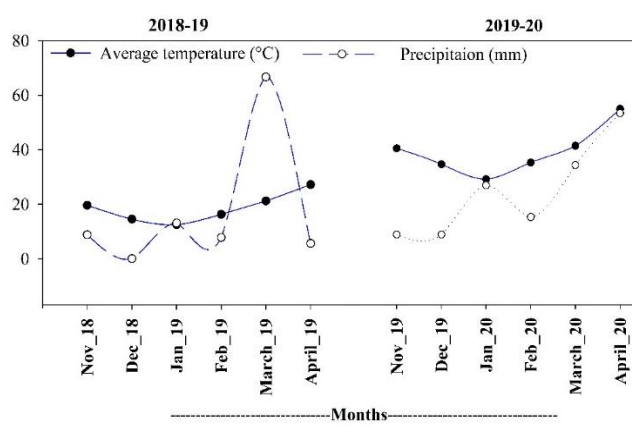 2018-19
2019-20
80
Average temperature (°C)
Precipitaion (mm)
60
40
20
0
Nov_18
Dec_18
Jan_19
Feb_19
March_19
April_19
Nov_19
Dec_19
Jan_20
Feb_20
March_20
April_20
--------------------------------Months----------------------------------